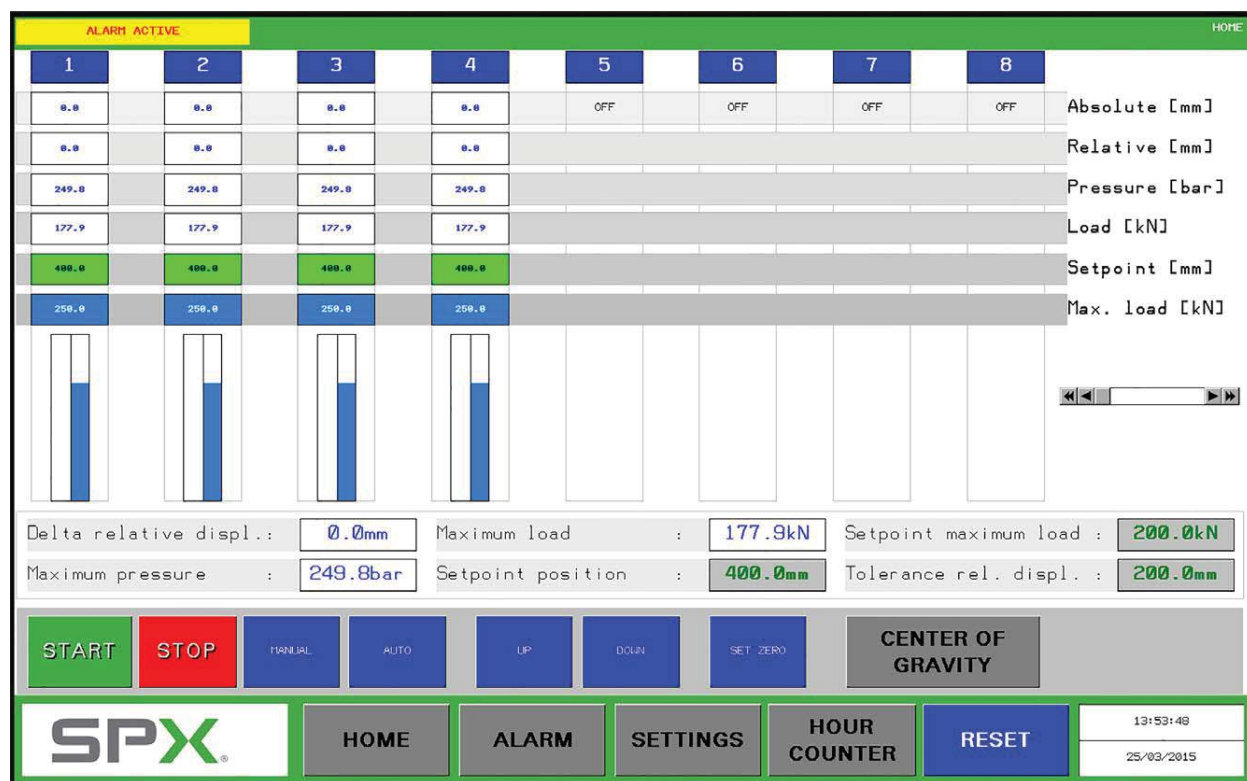 ALARM ACTIVE HOME
1 2 3 4 5 6 7 8
0.0 0.0 0.0 0.0 OFF OFF OFF OFF Absolute [mm]
0.0 0.0 0.0 0.0 Relative [mm]
249.8 249.8 249.8 249.8 Pressure [bar]
177.9 177.9 177.9 177.9 Load [kN]
400.0 400.0 400.0 400.0 Setpoint [mm]
250.0 250.0 250.0 250.0 Max. load [kN]
Delta relative displ.: 0.0mm Maximum load : 177.9kN Setpoint maximum load : 200.0kN
Maximum pressure : 249.8bar Setpoint position : 400.0mm Tolerance rel. displ. : 200.0mm
START STOP MANUAL AUTO UP DOWN SET ZERO CENTER OF
GRAVITY
SPX® HOME ALARM SETTINGS HOUR
COUNTER RESET 13:53:48
25/03/2015